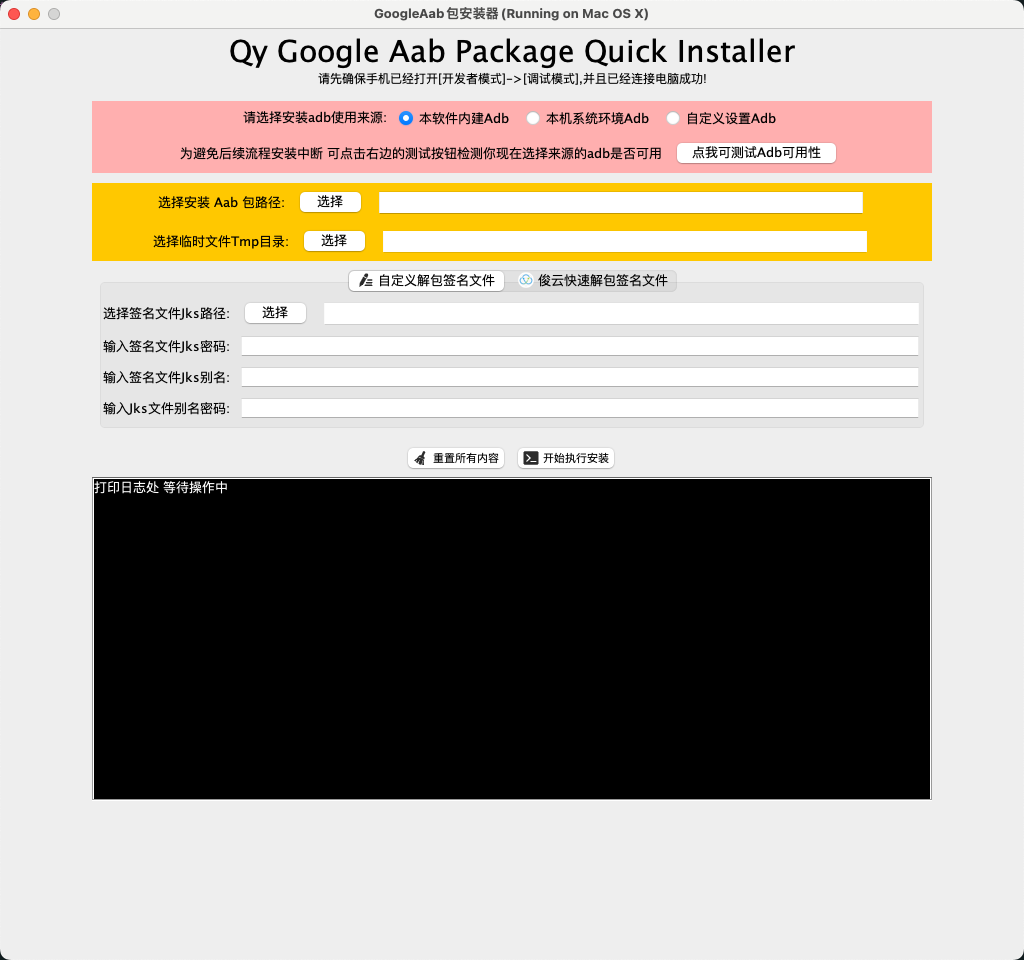 GoogleAab包安装器 (Running on Mac OS X)
Qy Google Aab Package Quick Installer
请先确保手机已经打开[开发者模式]->[调试模式],并且已经连接电脑成功!
请选择安装adb使用来源: 本软件内建Adb 本机系统环境Adb 自定义设置Adb
为避免后续流程安装中断 可点击右边的测试按钮检测你现在选择来源的adb是否可用 点我可测试Adb可用性
选择安装 Aab 包路径: 选择
选择临时文件Tmp目录: 选择
自定义解包签名文件 俊云快速解包签名文件
选择签名文件Jks路径: 选择
输入签名文件Jks密码:
输入签名文件Jks别名:
输入Jks文件别名密码:
重置所有内容 开始执行安装
打印日志处 等待操作中